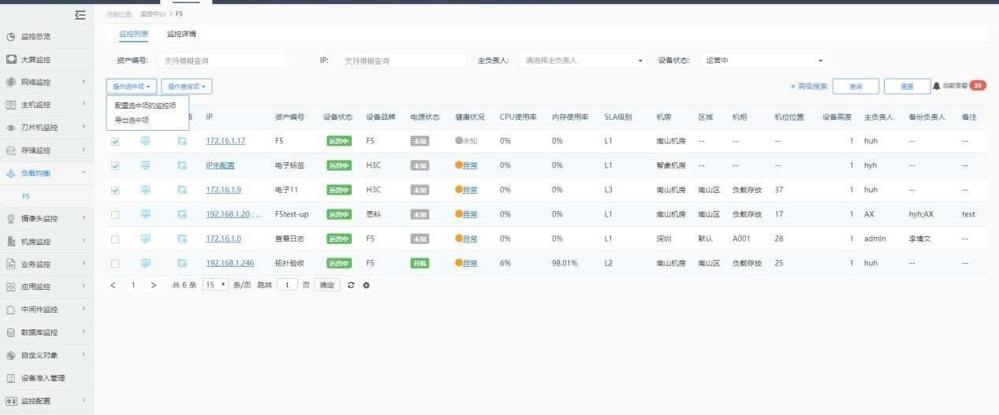 当前位置: 监控中心 > F5
监控列表 监控详情
资产编号: 支持模糊查询 IP: 支持模糊查询 主负责人: 请选择主负责人 设备状态: 运营中
操作选中项 操作查询项 高级搜索 查询 重置 当前告警 35
配置选中项的监控项
导出选中项
IP 资产编号 设备状态 设备品牌 电源状态 健康状况 CPU使用率 内存使用率 SLA级别 机房 区域 机柜 机位位置 设备高度 主负责人 备份负责人 备注
172.16.1.17 F5 运营中 F5 未知 未知 0% 0% L1 南山机房 -- -- -- 1 huh -- --
IP未配置 电子标签 运营中 H3C 未知 异常 0% 0% L1 智象机房 -- -- -- 1 hyh -- --
172.16.1.9 电子11 运营中 H3C 未知 异常 0% 0% L3 南山机房 南山区 负载存放 37 1 huh -- --
192.168.1.20 ; ... F5test-up 运营中 思科 未知 异常 0% 0% L1 南山机房 南山区 负载存放 17 1 AX hyh;AX test
172.16.1.0 查看日志 运营中 F5 未知 异常 0% 0% L1 深圳 默认 A001 28 1 admin 李博文 --
192.168.1.246 拓扑验收 运营中 F5 开机 异常 6% 98.01% L2 南山机房 南山区 负载存放 25 1 huh -- --
< 1 > 共 6 条 15 条/页 跳转 1 页 确定
监控总览
大屏监控
网络监控
主机监控
刀片机监控
存储监控
负载均衡
F5
摄像头监控
机房监控
业务监控
应用监控
中间件监控
数据库监控
自定义对象
设备准入管理
监控配置